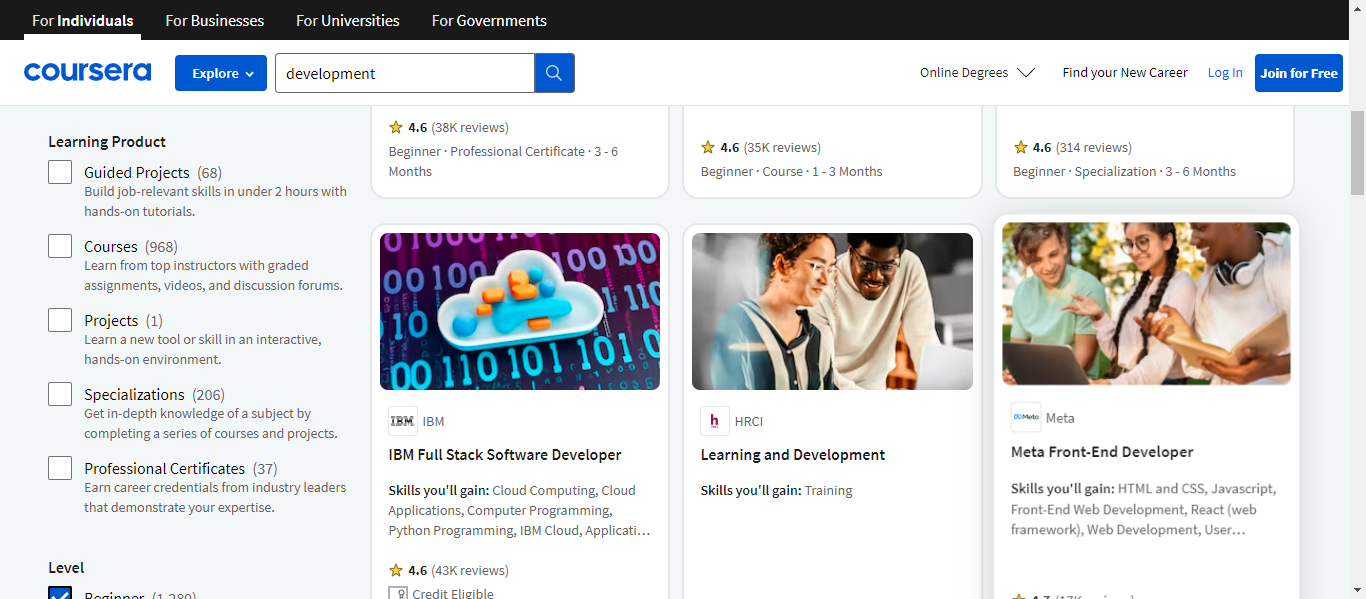 For Individuals For Businesses For Universities For Governments
coursera Explore development Online Degrees Find your New Career Log In Join for Free
Learning Product
Guided Projects (68)
Build job-relevant skills in under 2 hours with
hands-on tutorials.
Courses (968)
Learn from top instructors with graded
assignments, videos, and discussion forums.
Projects (1)
Learn a new tool or skill in an interactive,
hands-on environment.
Specializations (206)
Get in-depth knowledge of a subject by
completing a series of courses and projects.
Professional Certificates (37)
Earn career credentials from industry leaders
that demonstrate your expertise.
Level
Beginner (1,280)
4.6 (38K reviews)
Beginner · Professional Certificate · 3 - 6
Months
4.6 (35K reviews)
Beginner · Course · 1 - 3 Months
4.6 (314 reviews)
Beginner · Specialization · 3 - 6 Months
IBM IBM
IBM Full Stack Software Developer
Skills you'll gain: Cloud Computing, Cloud
Applications, Computer Programming,
Python Programming, IBM Cloud, Applicati…
4.6 (43K reviews)
Credit Eligible
h HRCI
Learning and Development
Skills you'll gain: Training
Meta Meta
Meta Front-End Developer
Skills you'll gain: HTML and CSS, Javascript,
Front-End Web Development, React (web
framework), Web Development, User…